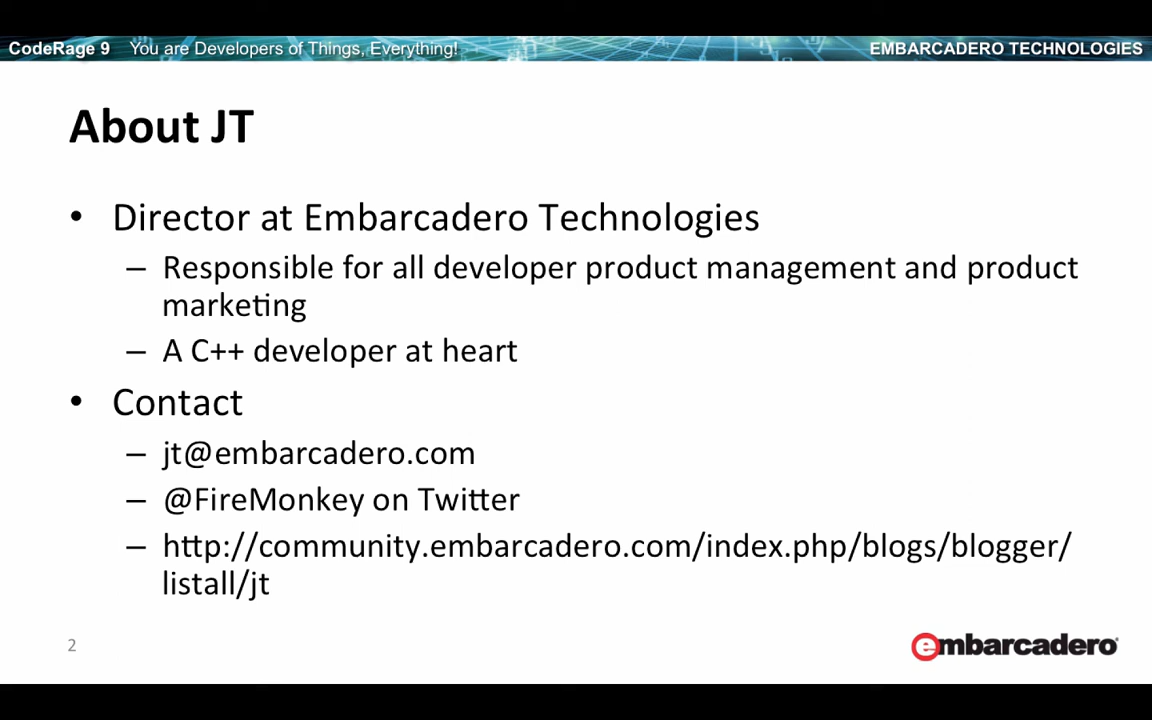 CodeRage 9 You are Developers of Things, Everything! EMBARCADERO TECHNOLOGIES
About JT
• Director at Embarcadero Technologies
– Responsible for all developer product management and product
marketing
– A C++ developer at heart
• Contact
– jt@embarcadero.com
– @FireMonkey on Twitter
– http://community.embarcadero.com/index.php/blogs/blogger/
listall/jt
2 embarcadero®